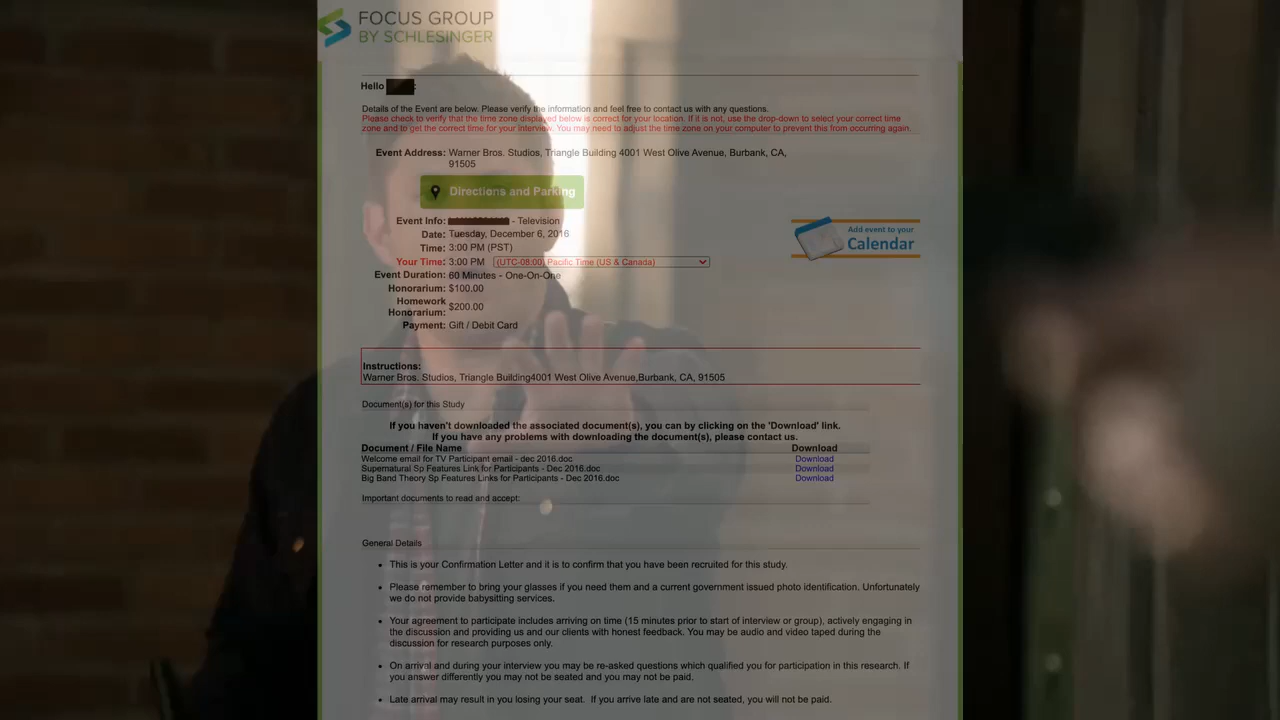 FOCUS GROUP
BY SCHLESINGER
Hello :
Details of the Event are below. Please verify the information and feel free to contact us with any questions.
Please check to verify that the time zone displayed below is correct for your location. If it is not, use the drop-down to select your correct time
zone and to get the correct time for your interview. You may need to adjust the time zone on your computer to prevent this from occurring again.
Event Address: Warner Bros. Studios, Triangle Building 4001 West Olive Avenue, Burbank, CA,
91505
Directions and Parking
Event Info: - Television
Date: Tuesday, December 6, 2016
Time: 3:00 PM (PST)
Your Time: 3:00 PM (UTC-08:00) Pacific Time (US & Canada)
Event Duration: 60 Minutes - One-On-One
Honorarium: $100.00
Homework
Honorarium: $200.00
Payment: Gift / Debit Card
Add event to your
Calendar
Instructions:
Warner Bros. Studios, Triangle Building4001 West Olive Avenue,Burbank, CA, 91505
Document(s) for this Study
If you haven't downloaded the associated document(s), you can by clicking on the 'Download' link.
If you have any problems with downloading the document(s), please contact us.
Document / File Name Download
Welcome email for TV Participant email - dec 2016.doc Download
Supernatural Sp Features Link for Participants - Dec 2016.doc Download
Big Band Theory Sp Features Links for Participants - Dec 2016.doc Download
Important documents to read and accept:
General Details
• This is your Confirmation Letter and it is to confirm that you have been recruited for this study.
• Please remember to bring your glasses if you need them and a current government issued photo identification. Unfortunately
we do not provide babysitting services.
• Your agreement to participate includes arriving on time (15 minutes prior to start of interview or group), actively engaging in
the discussion and providing us and our clients with honest feedback. You may be audio and video taped during the
discussion for research purposes only.
• On arrival and during your interview you may be re-asked questions which qualified you for participation in this research. If
you answer differently you may not be seated and you may not be paid.
• Late arrival may result in you losing your seat. If you arrive late and are not seated, you will not be paid.